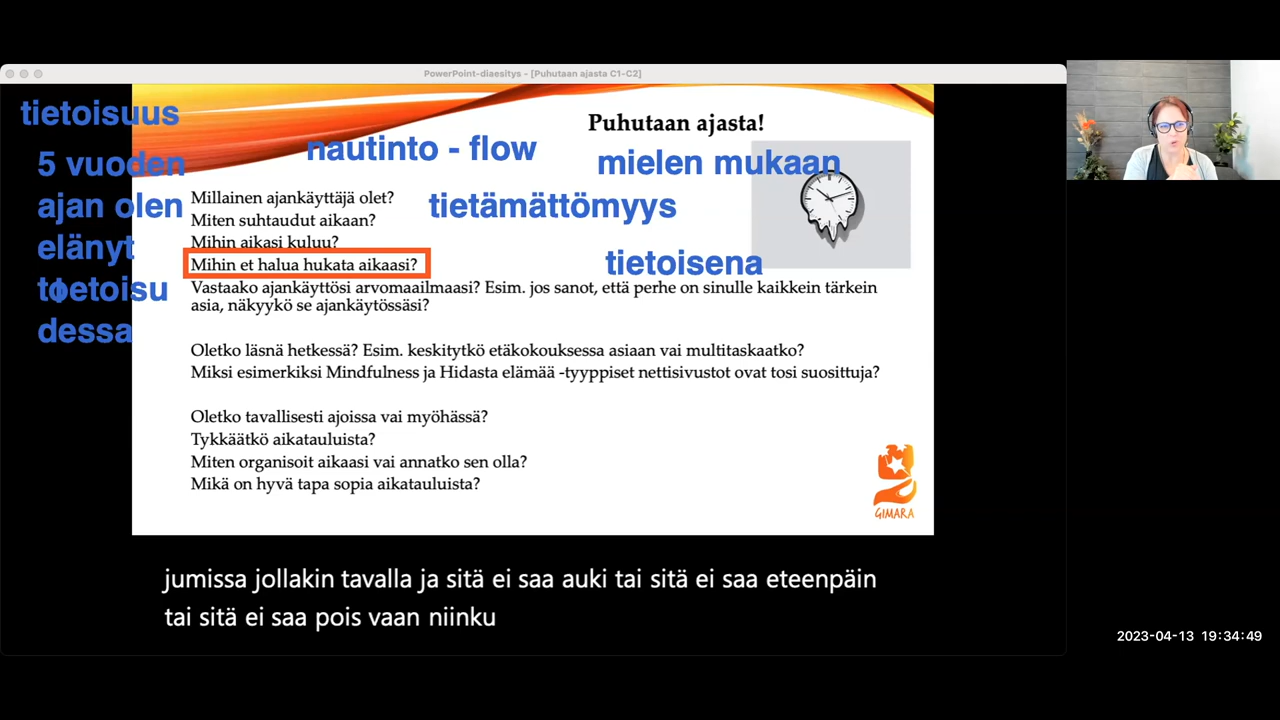 PowerPoint-diaesitys - [Puhutaan ajasta C1-C2]
Puhutaan ajasta!
tietoisuus
5 vuoden
ajan olen
elänyt
tietoisu
dessa
nautinto - flow
mielen mukaan
tietämättömyys
tietoisena
Millainen ajankäyttäjä olet?
Miten suhtaudut aikaan?
Mihin aikasi kuluu?
Mihin et halua hukata aikaasi?
Vastaako ajankäyttösi arvomaailmaasi? Esim. jos sanot, että perhe on sinulle kaikkein tärkein
asia, näkyykö se ajankäytössäsi?
Oletko läsnä hetkessä? Esim. keskitytkö etäkokouksessa asiaan vai multitaskaatko?
Miksi esimerkiksi Mindfulness ja Hidasta elämää -tyyppiset nettisivustot ovat tosi suosittuja?
Oletko tavallisesti ajoissa vai myöhässä?
Tykkäätkö aikatauluista?
Miten organisoit aikaasi vai annatko sen olla?
Mikä on hyvä tapa sopia aikatauluista?
GIMARA
jumissa jollakin tavalla ja sitä ei saa auki tai sitä ei saa eteenpäin
tai sitä ei saa pois vaan niinku
2023-04-13 19:34:49